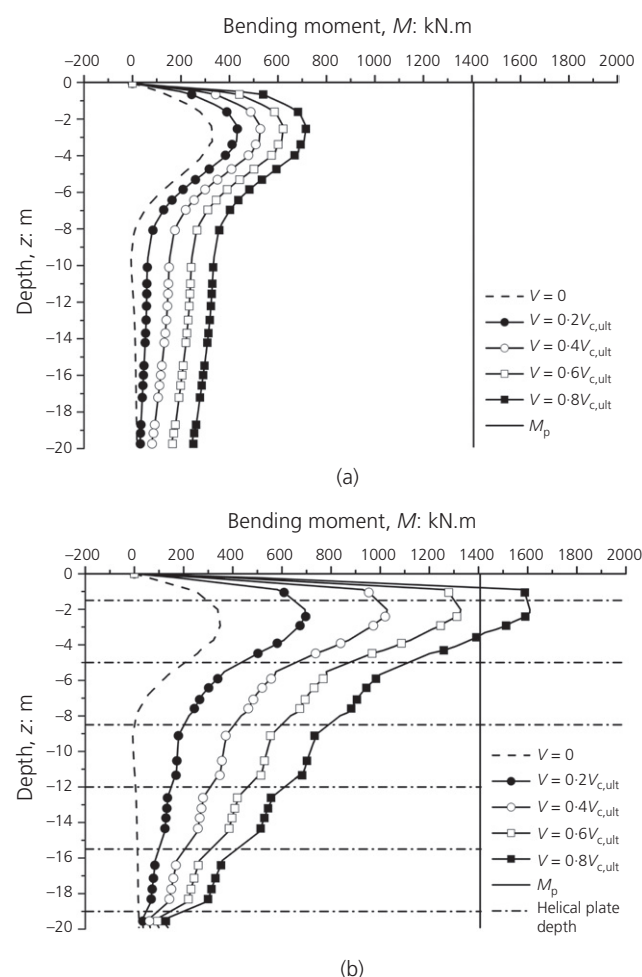 Bending moment, M: kN.m
–200 0 200 400 600 800 1000 1200 1400 1600 1800 2000
0
–2
–4
–6
–8
–10
–12
–14
–16
–18
–20
Depth, z: m
V = 0
V = 0·2Vc,ult
V = 0·4Vc,ult
V = 0·6Vc,ult
V = 0·8Vc,ult
Mp
(a)
Bending moment, M: kN.m
–200 0 200 400 600 800 1000 1200 1400 1600 1800 2000
0
–2
–4
–6
–8
–10
–12
–14
–16
–18
–20
Depth, z: m
V = 0
V = 0·2Vc,ult
V = 0·4Vc,ult
V = 0·6Vc,ult
V = 0·8Vc,ult
Mp
Helical plate
depth
(b)